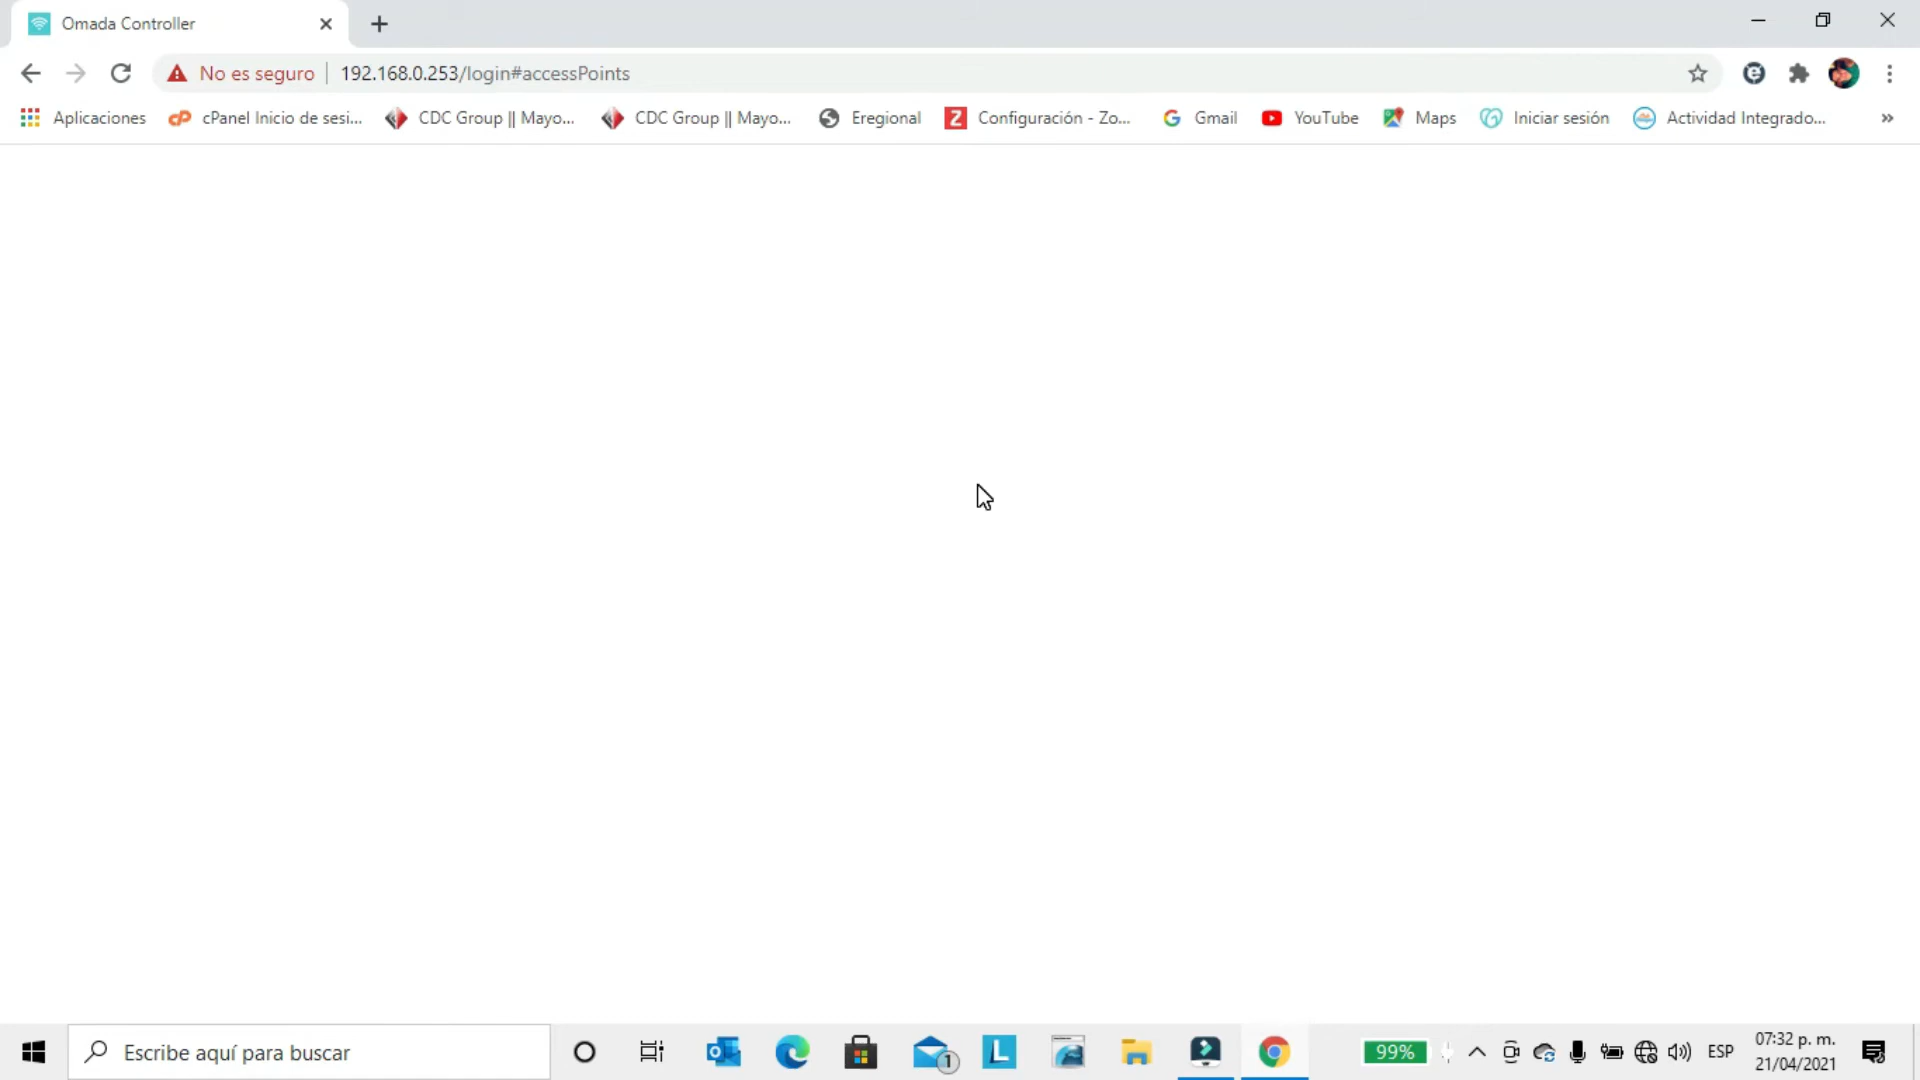 Omada Controller
No es seguro 192.168.0.253/login#accessPoints
Aplicaciones cPanel Inicio de sesi... CDC Group || Mayo... CDC Group || Mayo... Eregional Z Configuración - Zo... Gmail YouTube Maps Iniciar sesión Actividad Integrado... »
Escribe aquí para buscar 1 L 99% ESP 07:32 p. m.
21/04/2021